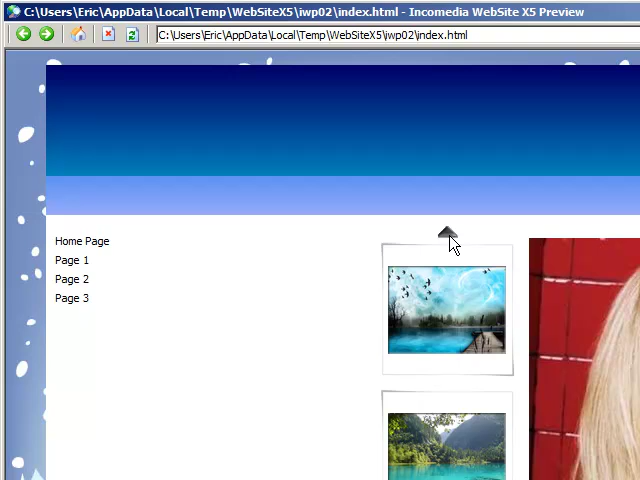 C:\Users\Eric\AppData\Local\Temp\WebSiteX5\iwp02\index.html - Incomedia WebSite X5 Preview
C:\Users\Eric\AppData\Local\Temp\WebSiteX5\iwp02\index.html
Home Page
Page 1
Page 2
Page 3